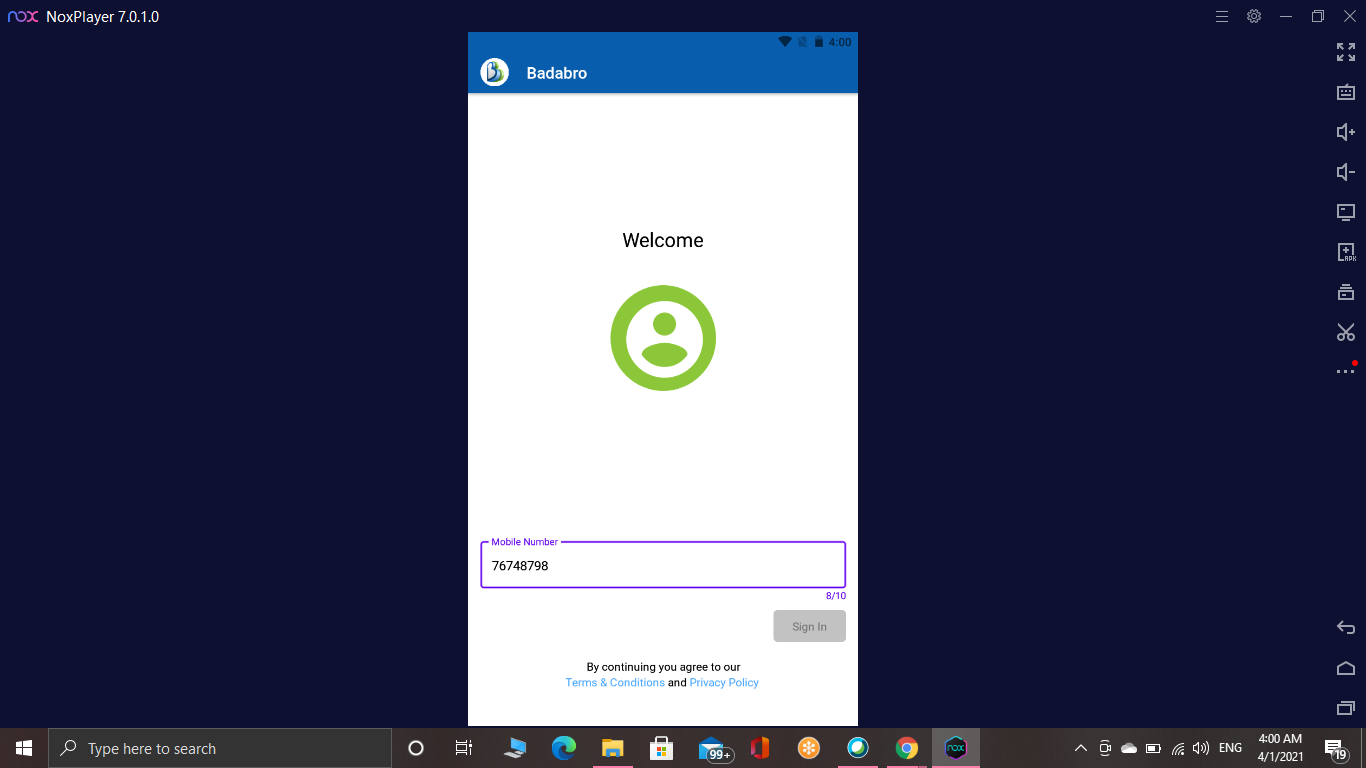 nox NoxPlayer 7.0.1.0
4:00
Badabro
Welcome
Mobile Number
76748798
8/10
Sign In
By continuing you agree to our
Terms & Conditions and Privacy Policy
APK
Type here to search
99+
nox
ENG
4:00 AM
4/1/2021
19